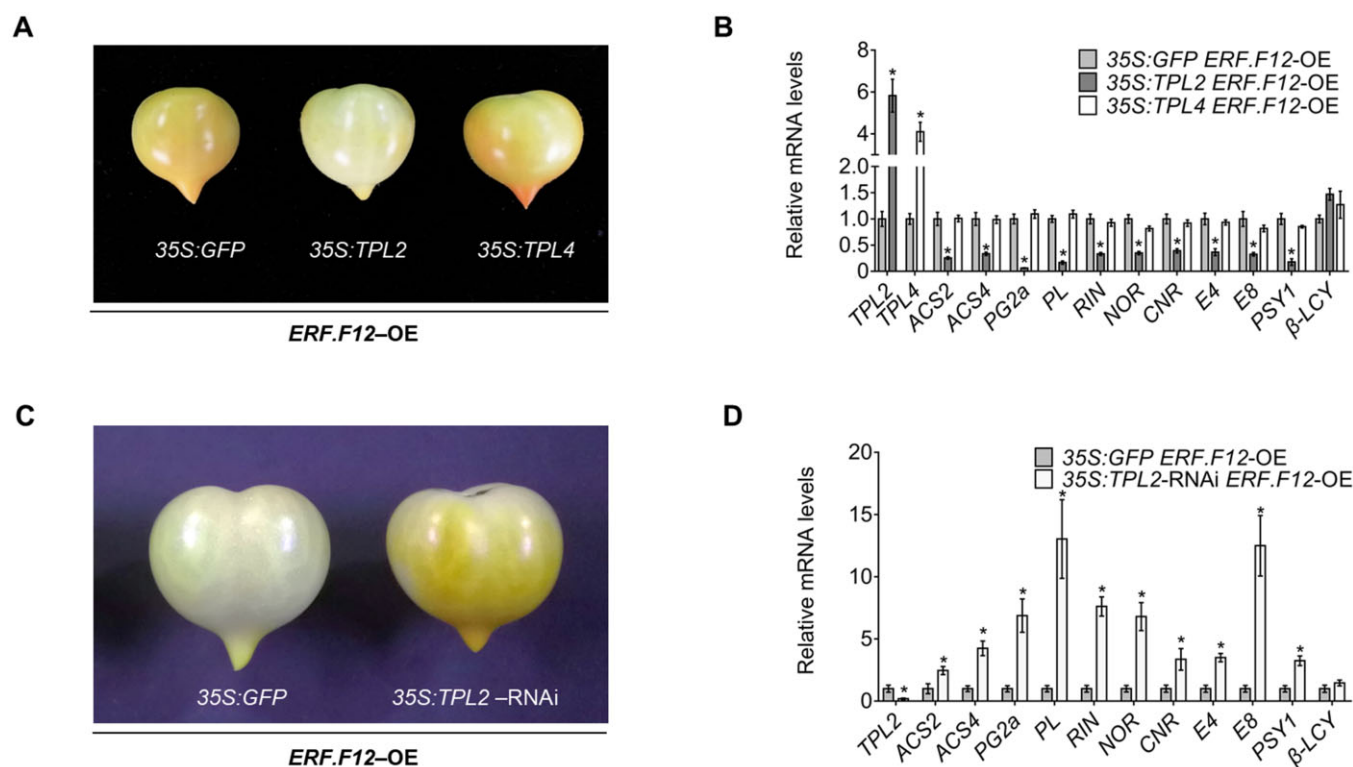 A
35S:GFP
35S:TPL2
35S:TPL4
ERF.F12–OE
B
Relative mRNA levels
8
6
4
2.0
1.5
1.0
0.5
0
35S:GFP ERF.F12-OE
35S:TPL2 ERF.F12-OE
35S:TPL4 ERF.F12-OE
* * * * * * * * * * * *
TPL2 TPL4 ACS2 ACS4 PG2a PL RIN NOR CNR E4 E8 PSY1 β-LCY
C
35S:GFP
35S:TPL2 –RNAi
ERF.F12–OE
D
Relative mRNA levels
20
15
10
5
0
35S:GFP ERF.F12-OE
35S:TPL2-RNAi ERF.F12-OE
* * * * * * * * * * *
TPL2 ACS2 ACS4 PG2a PL RIN NOR CNR E4 E8 PSY1 β-LCY